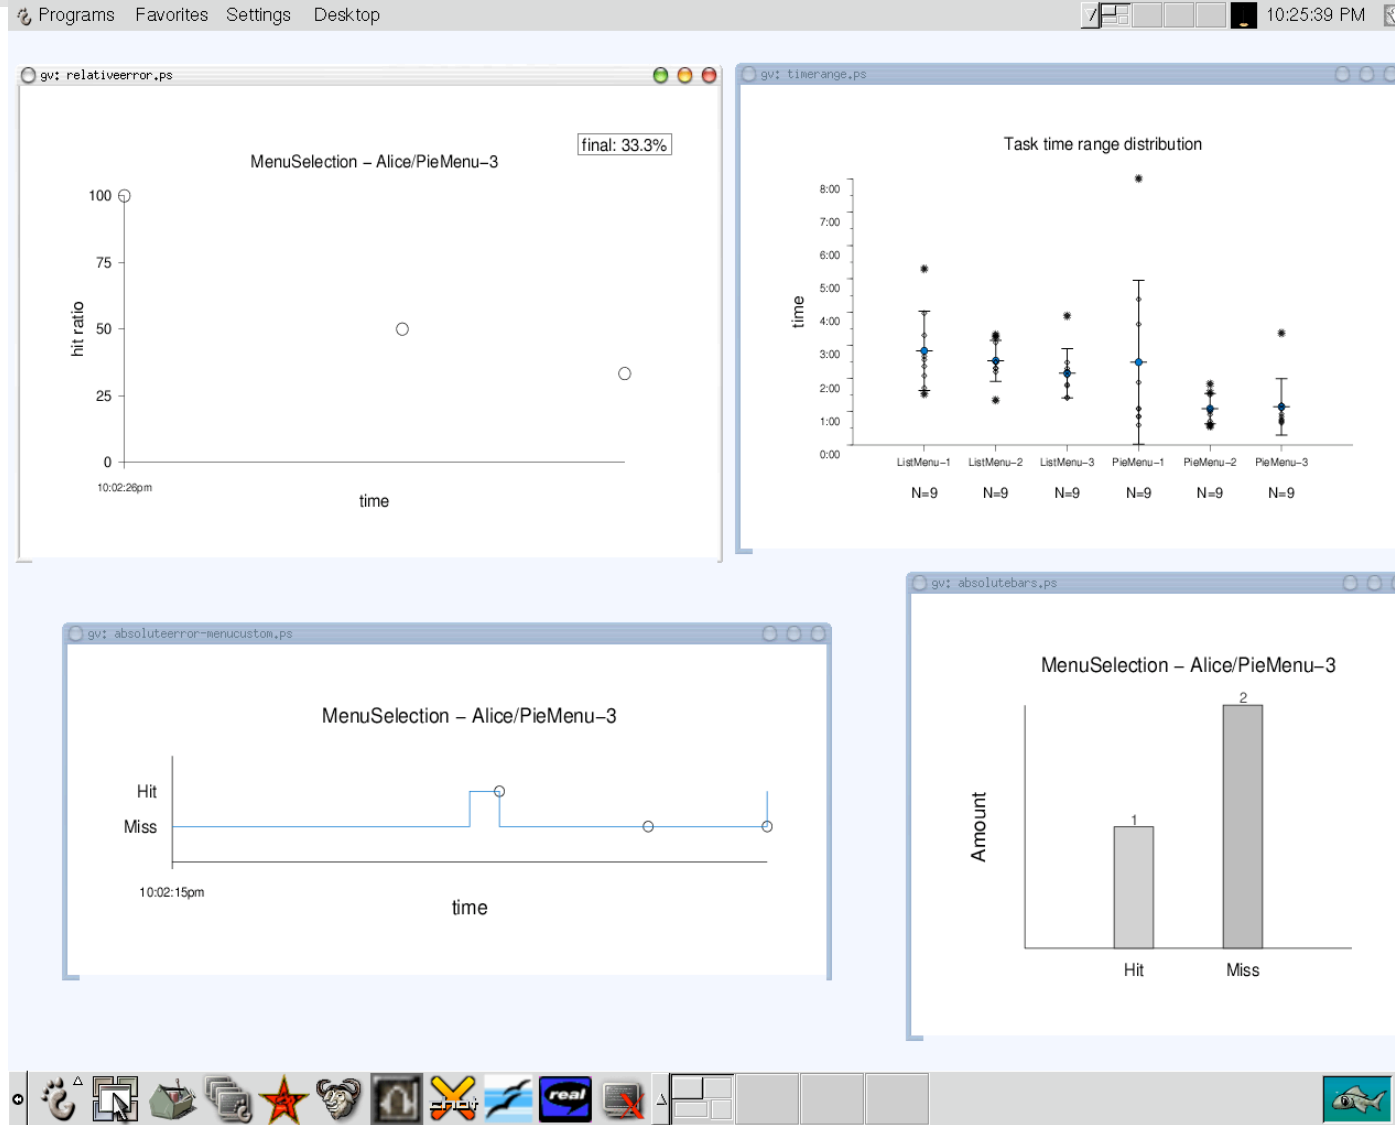 Programs Favorites Settings Desktop
10:25:39 PM
gv: relativeerror.ps
final: 33.3%
MenuSelection – Alice/PieMenu–3
100
75
hit ratio
50
25
0
10:02:26pm
time
gv: timerange.ps
Task time range distribution
8:00
7:00
6:00
5:00
time
4:00
3:00
2:00
1:00
0:00
ListMenu–1 ListMenu–2 ListMenu–3 PieMenu–1 PieMenu–2 PieMenu–3
N=9 N=9 N=9 N=9 N=9 N=9
gv: absoluteerror-menucustom.ps
MenuSelection – Alice/PieMenu–3
Hit
Miss
10:02:15pm
time
gv: absolutebars.ps
MenuSelection – Alice/PieMenu–3
2
Amount
1
Hit Miss
real